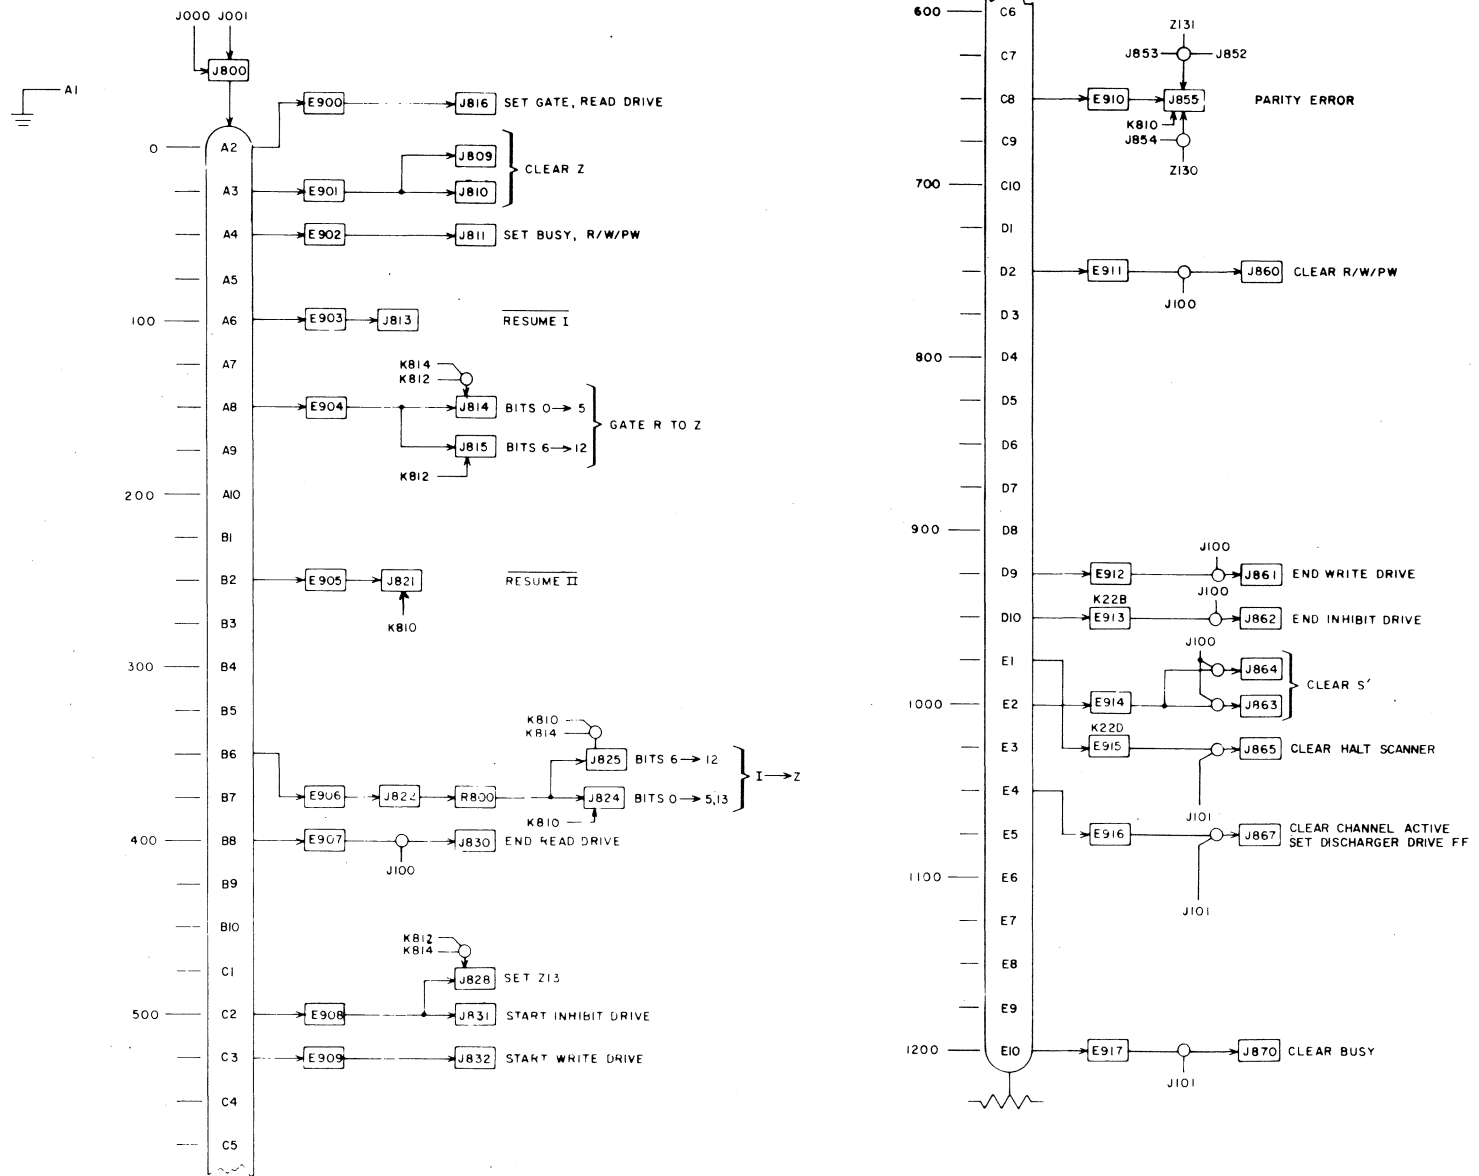 J000 J001
J800
A1
E900 J816 SET GATE, READ DRIVE
0 A2
J809
CLEAR Z
A3 E901 J810
A4 E902 J811 SET BUSY, R/W/PW
A5
100 A6 E903 J813 RESUME I
A7
K814
K812
A8 E904 J814 BITS 0→5
GATE R TO Z
A9 J815 BITS 6→12
K812
200 A10
B1
B2 E905 J821 RESUME II
K810
B3
300 B4
B5
K810
K814
B6 J825 BITS 6→12
I→Z
B7 E906 J822 R800 J824 BITS 0→5,13
K810
400 B8 E907 J830 END READ DRIVE
J100
B9
B10
K812
K814
C1 J828 SET Z13
500 C2 E908 J831 START INHIBIT DRIVE
C3 E909 J832 START WRITE DRIVE
C4
C5
600 C6
Z131
C7 J853 J852
C8 E910 J855 PARITY ERROR
K810
C9 J854
Z130
700 C10
D1
D2 E911 J860 CLEAR R/W/PW
J100
D3
800 D4
D5
D6
D7
900 D8
J100
D9 E912 J861 END WRITE DRIVE
K22B J100
D10 E913 J862 END INHIBIT DRIVE
J100
E1 J864
CLEAR S′
1000 E2 E914 J863
K22D
E3 E915 J865 CLEAR HALT SCANNER
E4
J101
CLEAR CHANNEL ACTIVE
E5 E916 J867 SET DISCHARGER DRIVE FF
1100 E6
J101
E7
E8
E9
1200 E10 E917 J870 CLEAR BUSY
J101